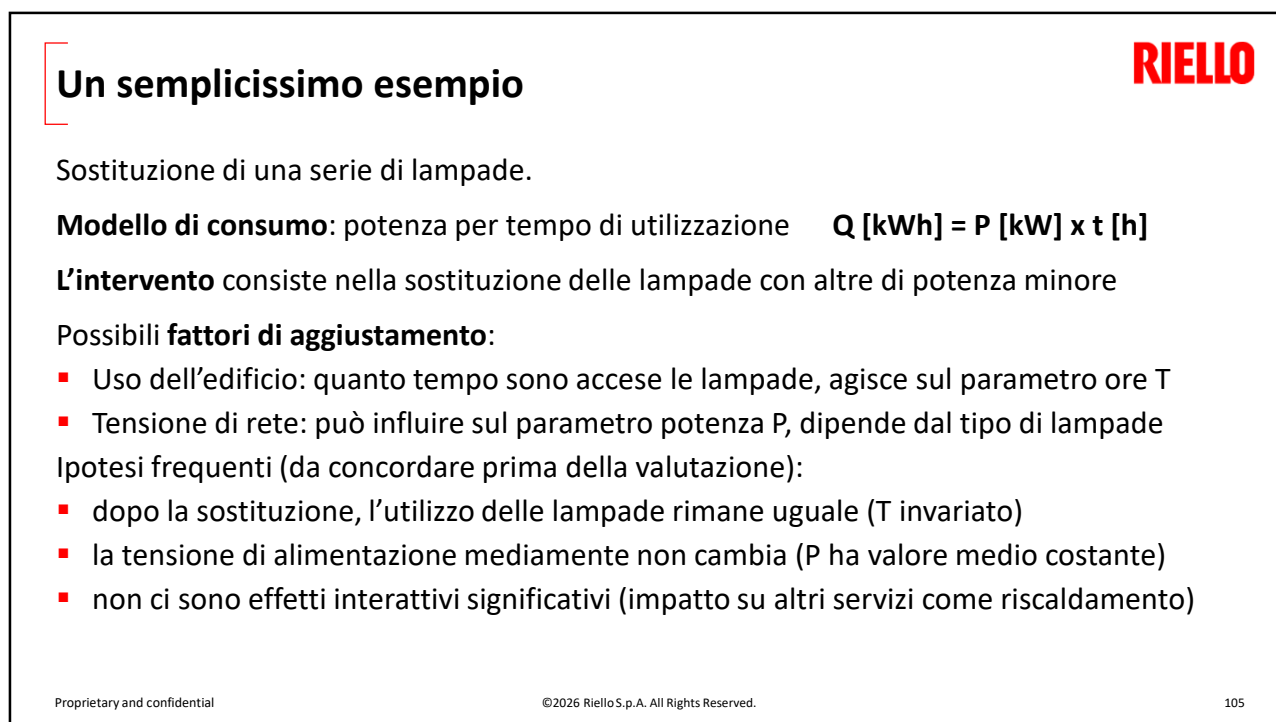 RIELLO
Un semplicissimo esempio
Sostituzione di una serie di lampade.
Modello di consumo: potenza per tempo di utilizzazione Q [kWh] = P [kW] x t [h]
L’intervento consiste nella sostituzione delle lampade con altre di potenza minore
Possibili fattori di aggiustamento:
▪ Uso dell’edificio: quanto tempo sono accese le lampade, agisce sul parametro ore T
▪ Tensione di rete: può influire sul parametro potenza P, dipende dal tipo di lampade
Ipotesi frequenti (da concordare prima della valutazione):
▪ dopo la sostituzione, l’utilizzo delle lampade rimane uguale (T invariato)
▪ la tensione di alimentazione mediamente non cambia (P ha valore medio costante)
▪ non ci sono effetti interattivi significativi (impatto su altri servizi come riscaldamento)
Proprietary and confidential ©2026 Riello S.p.A. All Rights Reserved. 105